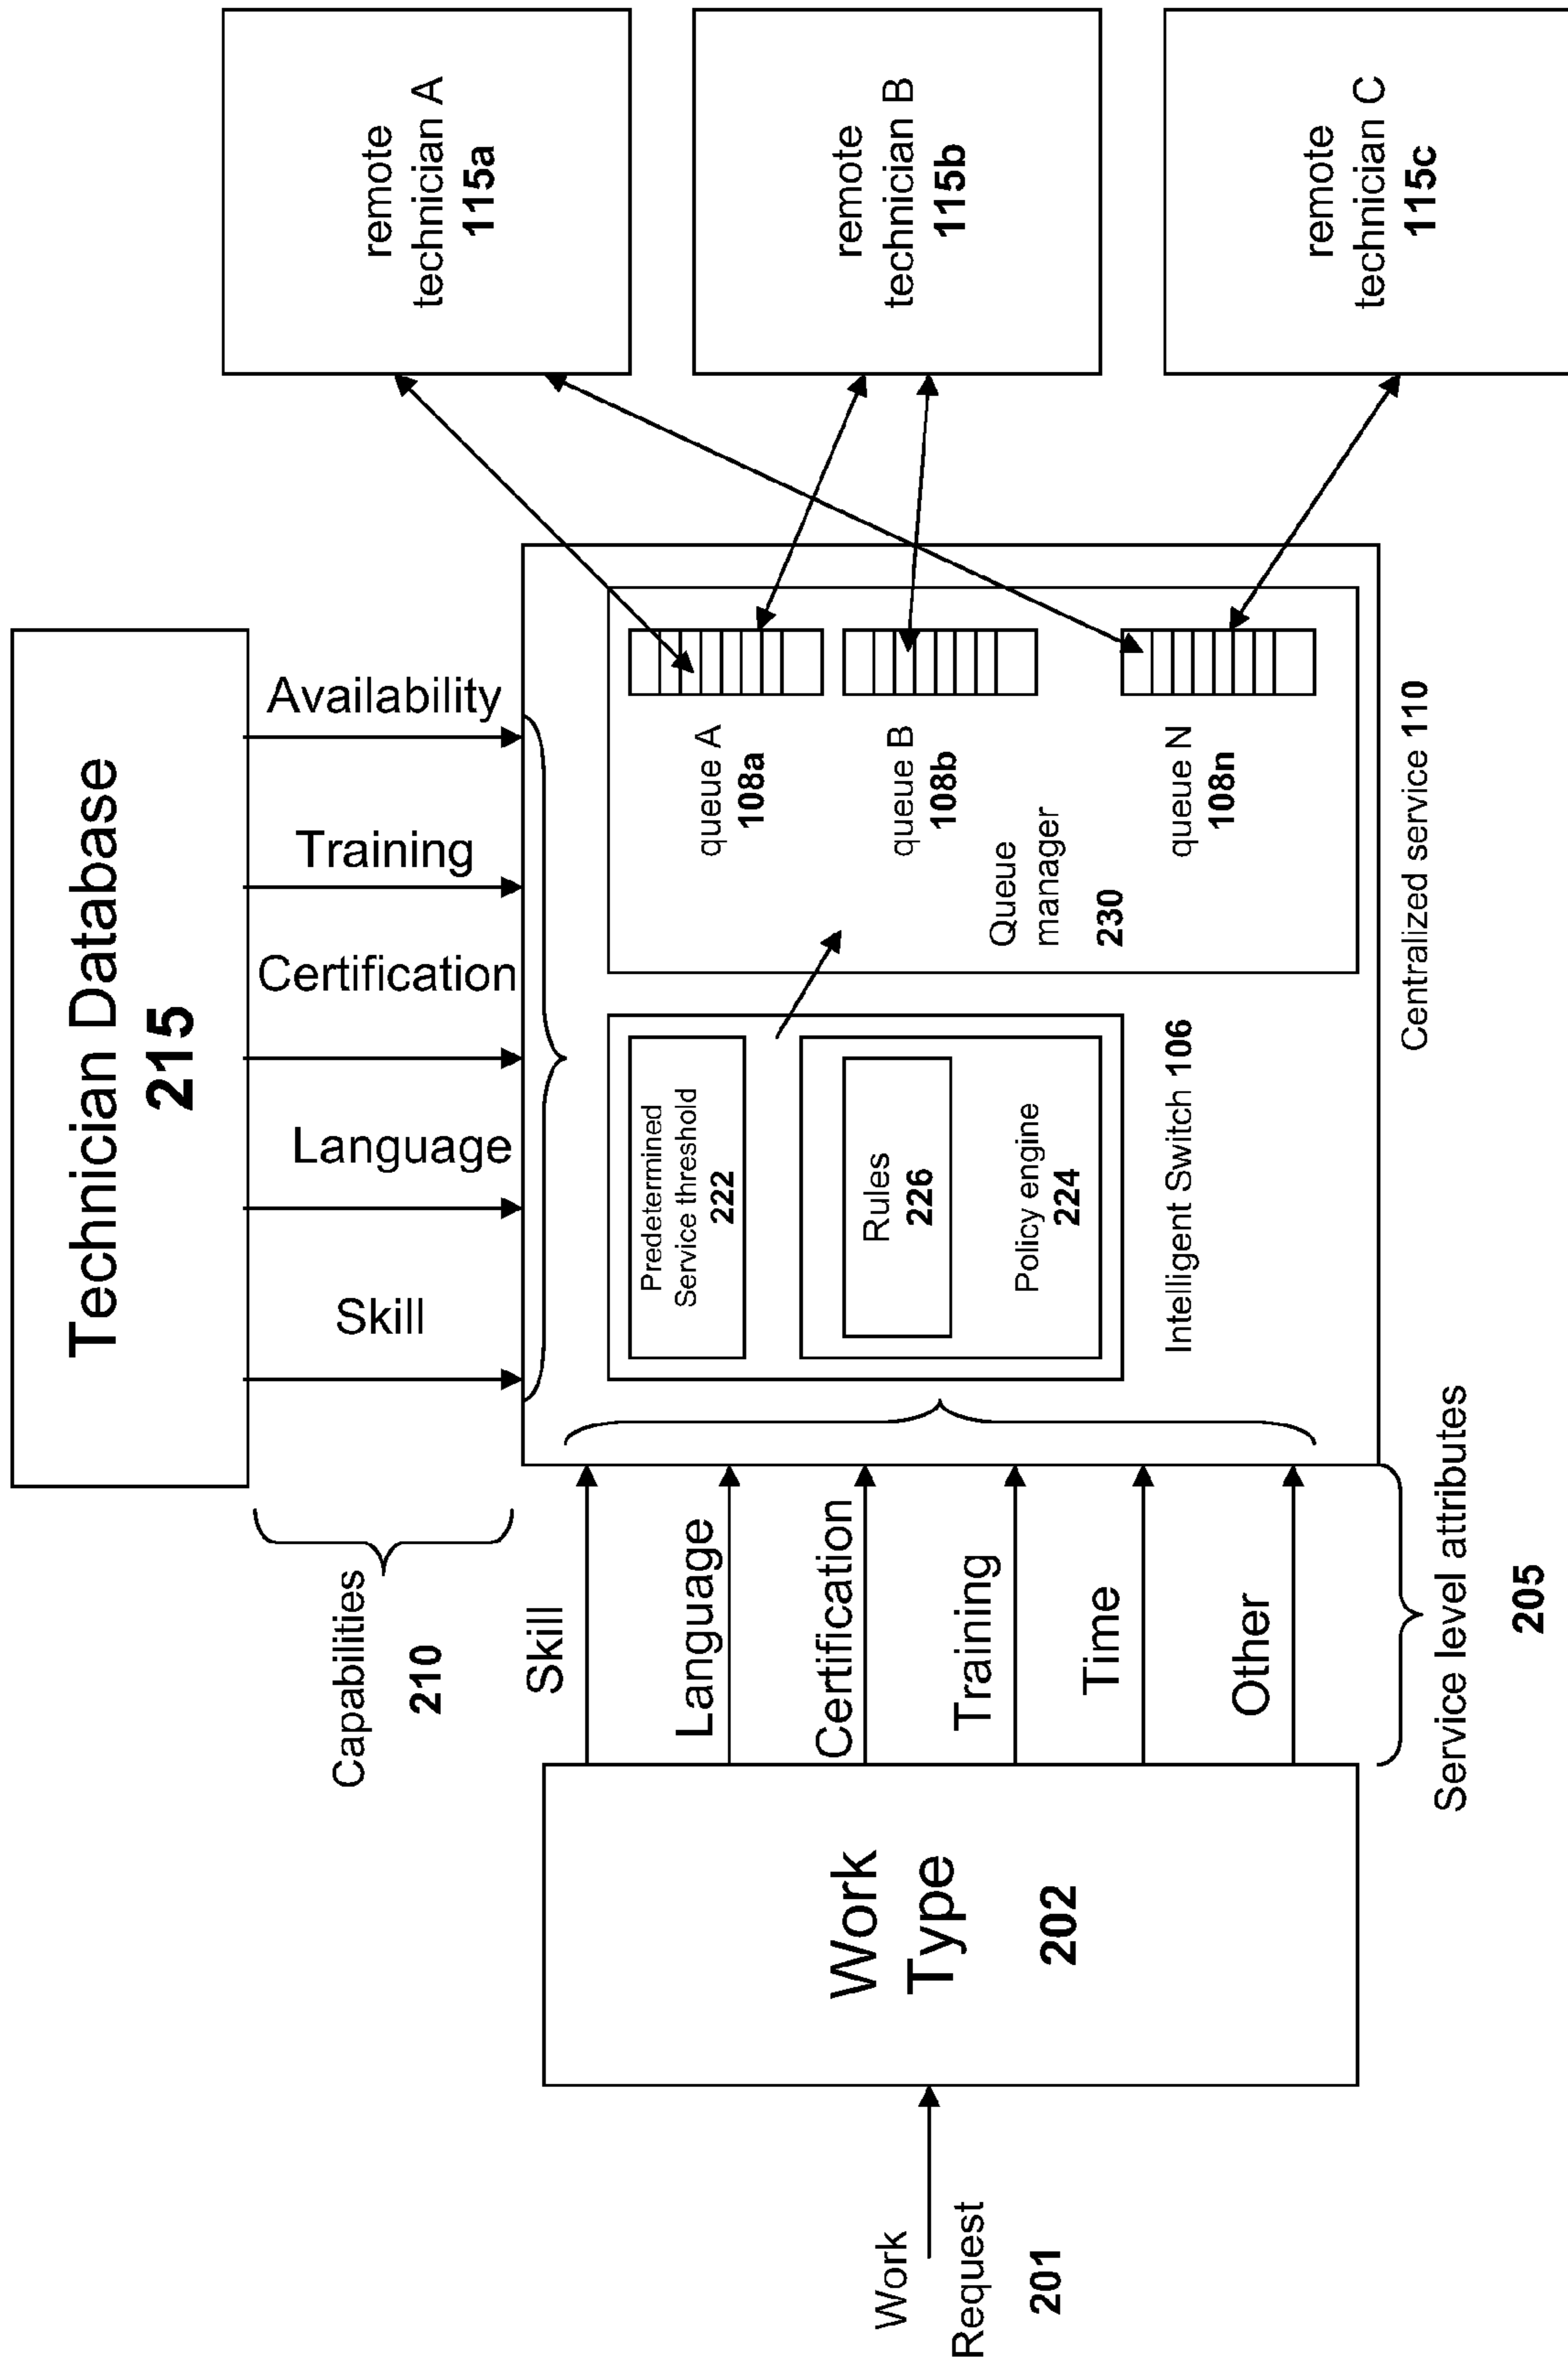 Technician Database
215
Capabilities
210
Skill
Language
Certification
Training
Availability
Work
Request
201
Work
Type
202
Skill
Language
Certification
Training
Time
Other
Service level attributes
205
Predetermined
Service threshold
222
Rules
226
Policy engine
224
Intelligent Switch 106
queue A
108a
queue B
108b
Queue
manager
230
queue N
108n
Centralized service 110
remote
technician A
115a
remote
technician B
115b
remote
technician C
115c